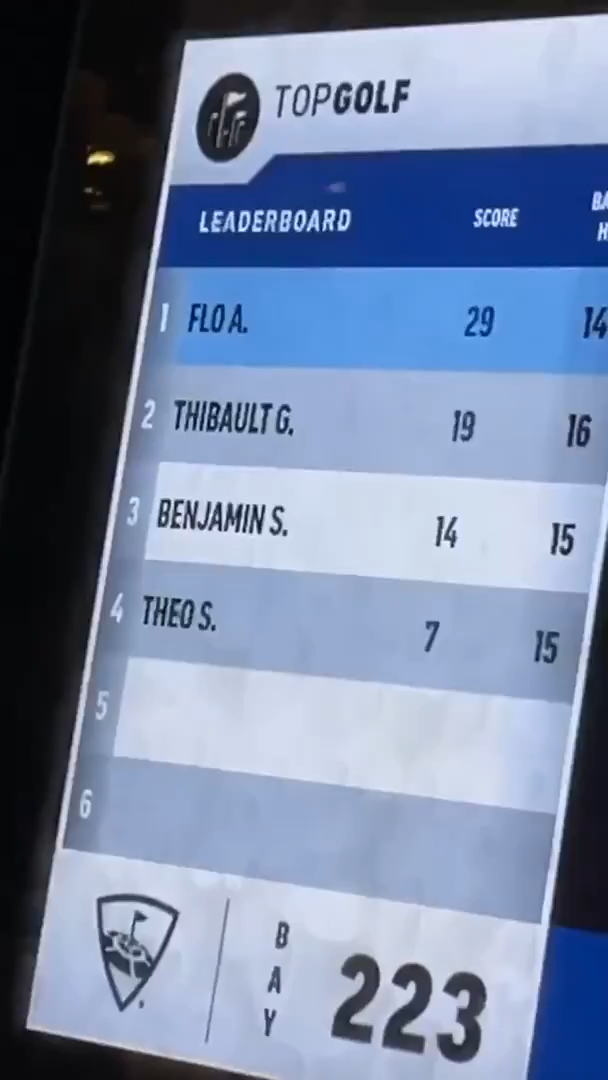 TOPGOLF
LEADERBOARD SCORE
1 FLO A. 29 14
2 THIBAULT G. 19 16
3 BENJAMIN S. 14 15
4 THEO S. 7 15
5
6
BAY 223